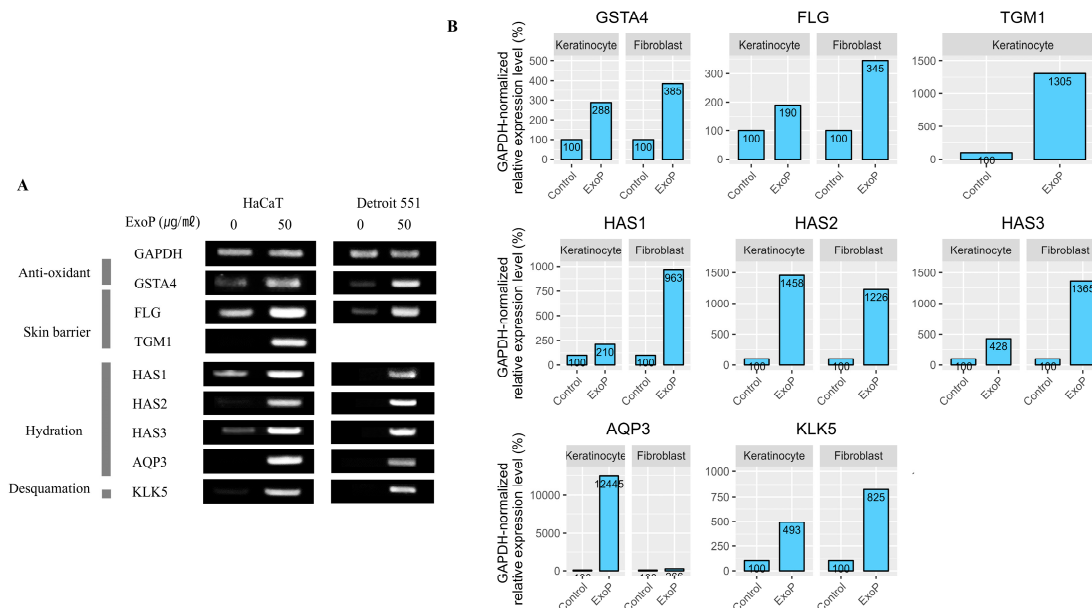 A
HaCaT Detroit 551
ExoP (μg/㎖) 0 50 0 50
GAPDH
Anti-oxidant
GSTA4
FLG
Skin barrier
TGM1
HAS1
HAS2
Hydration
HAS3
AQP3
Desquamation
KLK5
B
GSTA4
GAPDH-normalized
relative expression level (%)
Keratinocyte Fibroblast
500
400
300
200
100
0
100 288 100 385
Control ExoP Control ExoP
FLG
Keratinocyte Fibroblast
300
200
100
0
100 190 100 345
Control ExoP Control ExoP
TGM1
Keratinocyte
1500
1000
500
0
100 1305
Control ExoP
HAS1
GAPDH-normalized
relative expression level (%)
Keratinocyte Fibroblast
1000
750
500
250
0
100 210 100 963
Control ExoP Control ExoP
HAS2
Keratinocyte Fibroblast
1500
1000
500
0
100 1458 100 1226
Control ExoP Control ExoP
HAS3
Keratinocyte Fibroblast
1500
1000
500
0
100 428 100 1365
Control ExoP Control ExoP
AQP3
GAPDH-normalized
relative expression level (%)
Keratinocyte Fibroblast
10000
5000
0
12445
Control ExoP Control ExoP
KLK5
Keratinocyte Fibroblast
1000
750
500
250
0
100 493 100 825
Control ExoP Control ExoP